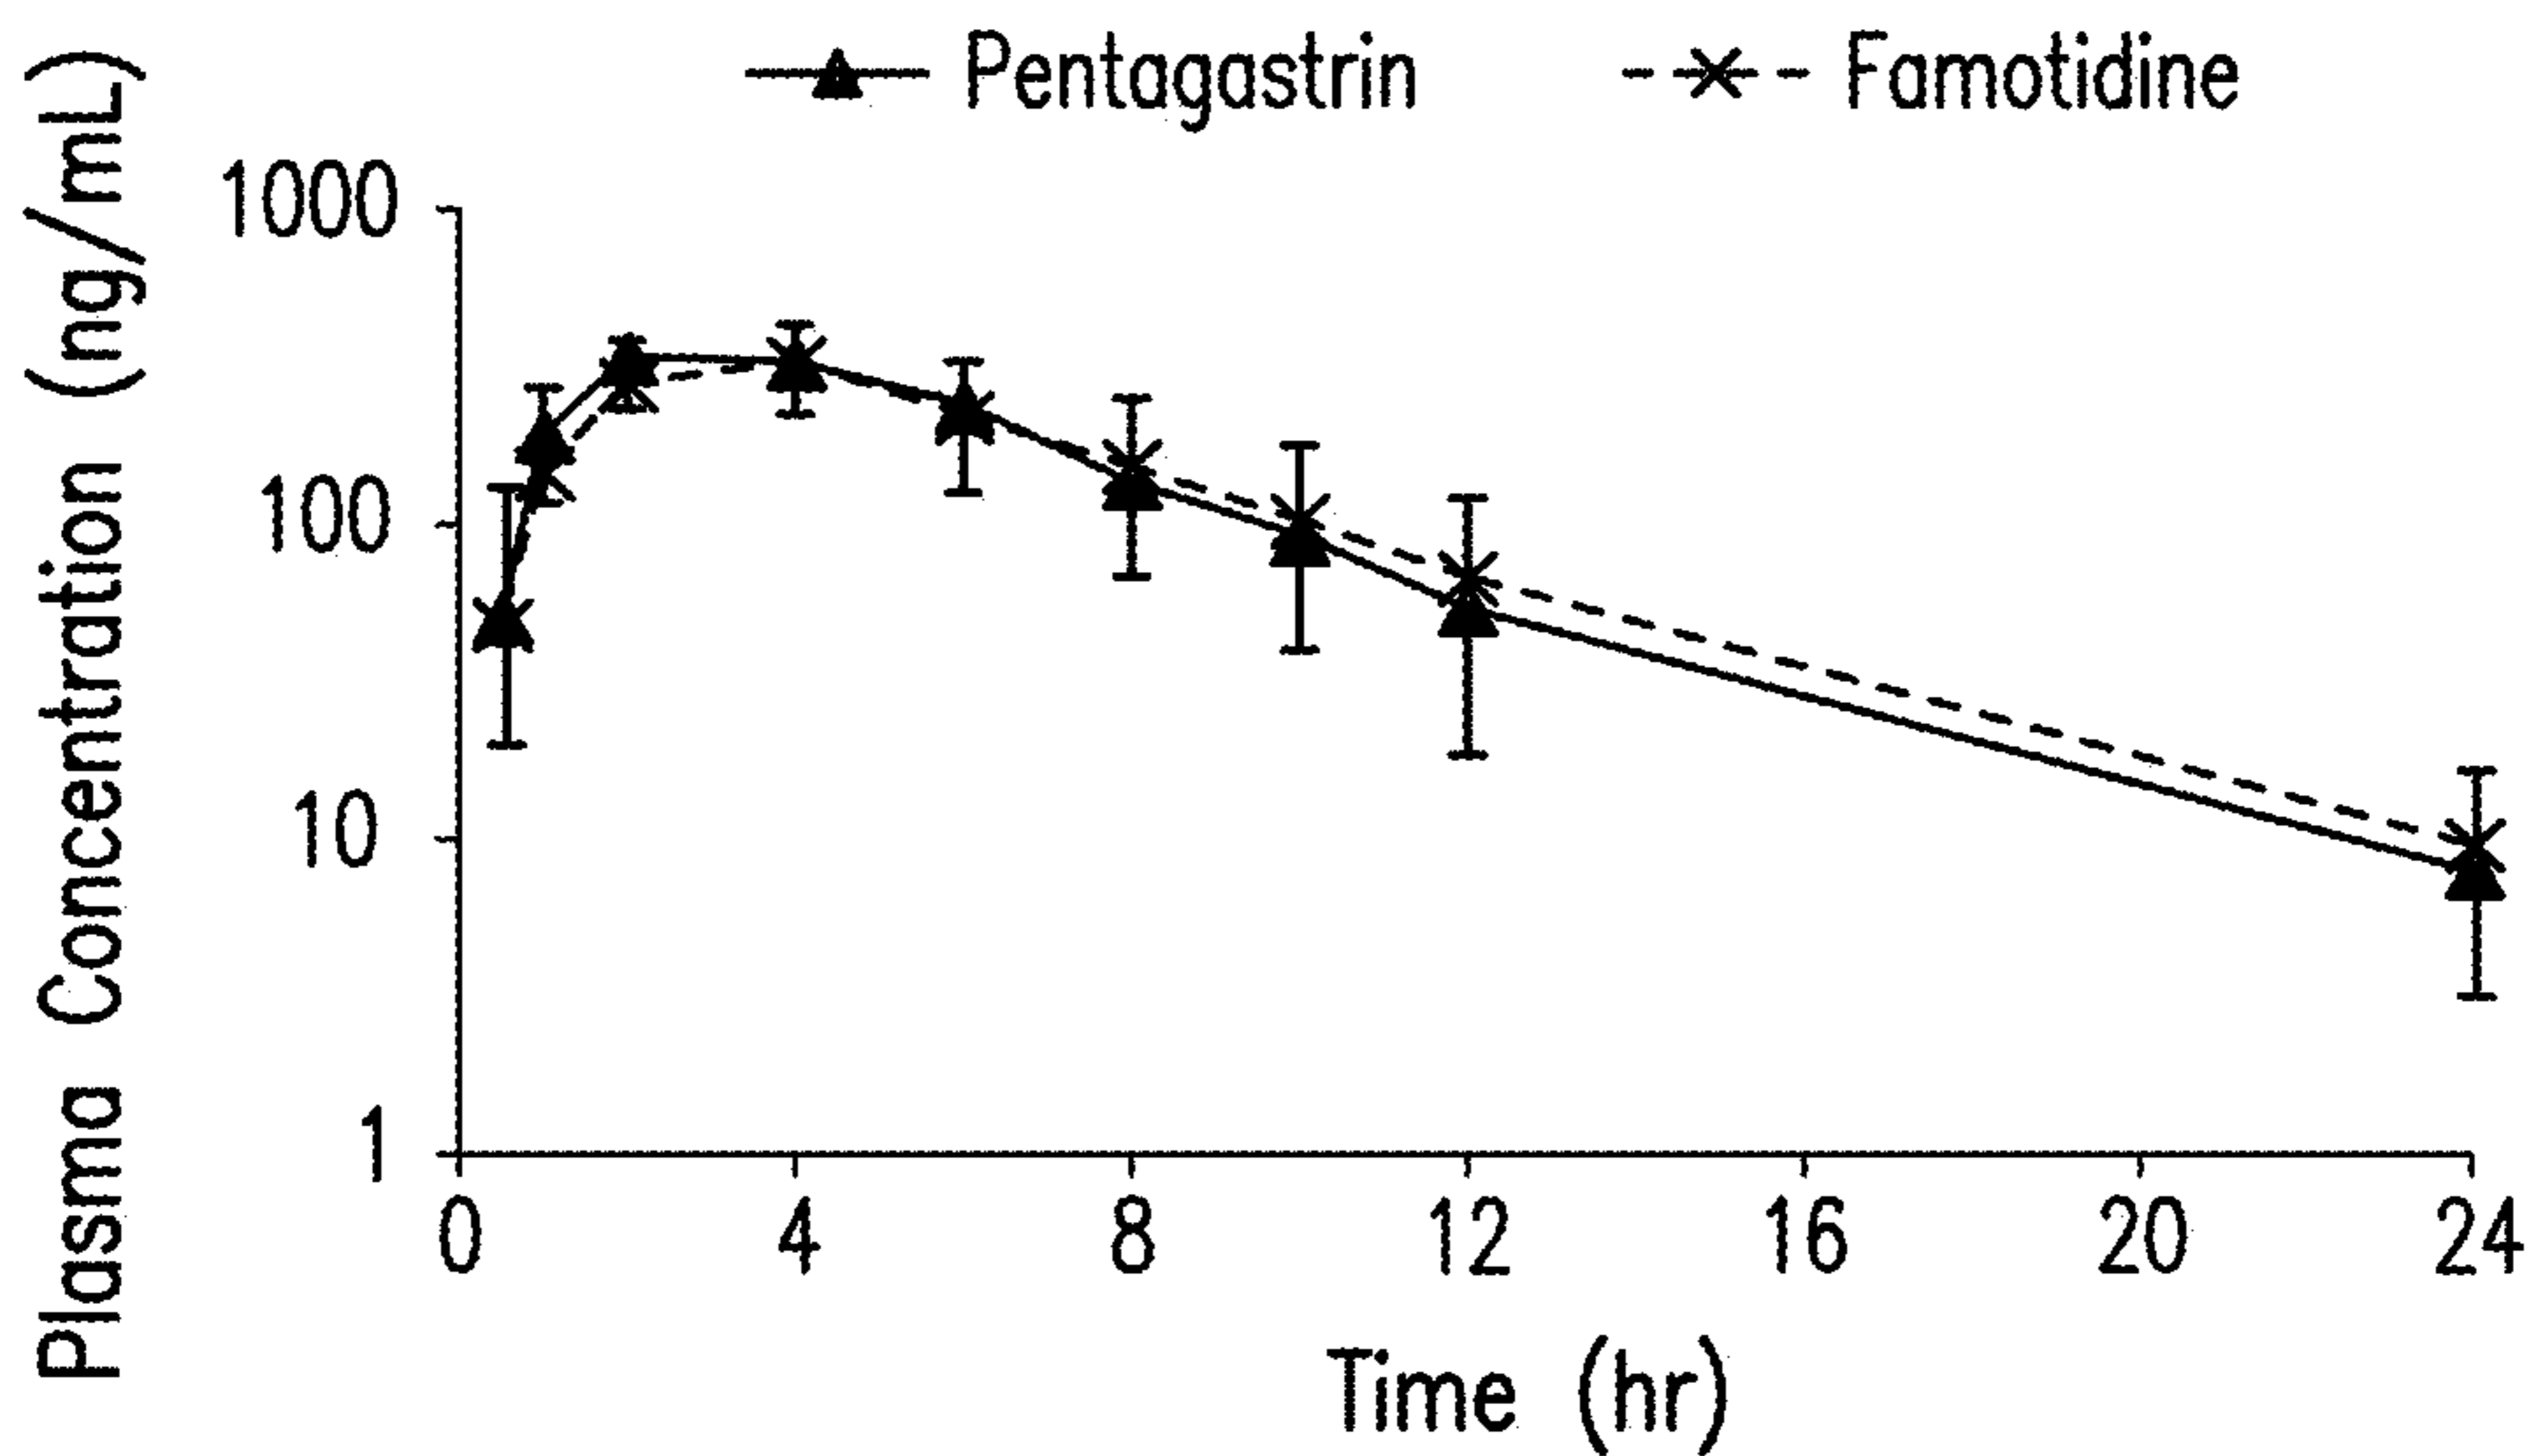 Pentagastrin
Famotidine
Plasma Concentration (ng/mL)
1000
100
10
1
0 4 8 12 16 20 24
Time (hr)